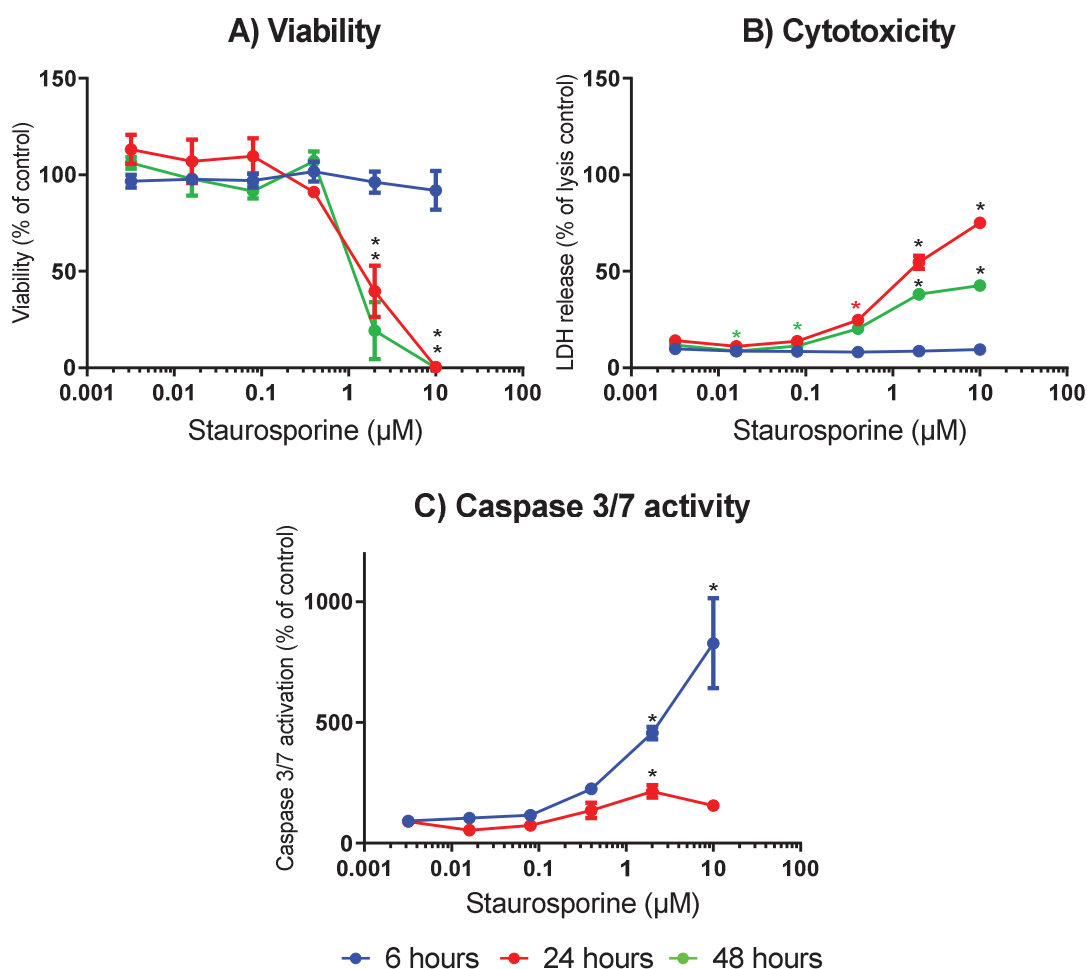 A) Viability
B) Cytotoxicity
Viability (% of control)
150
100
50
0
0.001 0.01 0.1 1 10 100
Staurosporine (µM)
* * * *
LDH release (% of lysis control)
150
100
50
0
0.001 0.01 0.1 1 10 100
Staurosporine (µM)
* * * * * * *
C) Caspase 3/7 activity
Caspase 3/7 activation (% of control)
1000
500
0
0.001 0.01 0.1 1 10 100
Staurosporine (µM)
* * *
6 hours 24 hours 48 hours